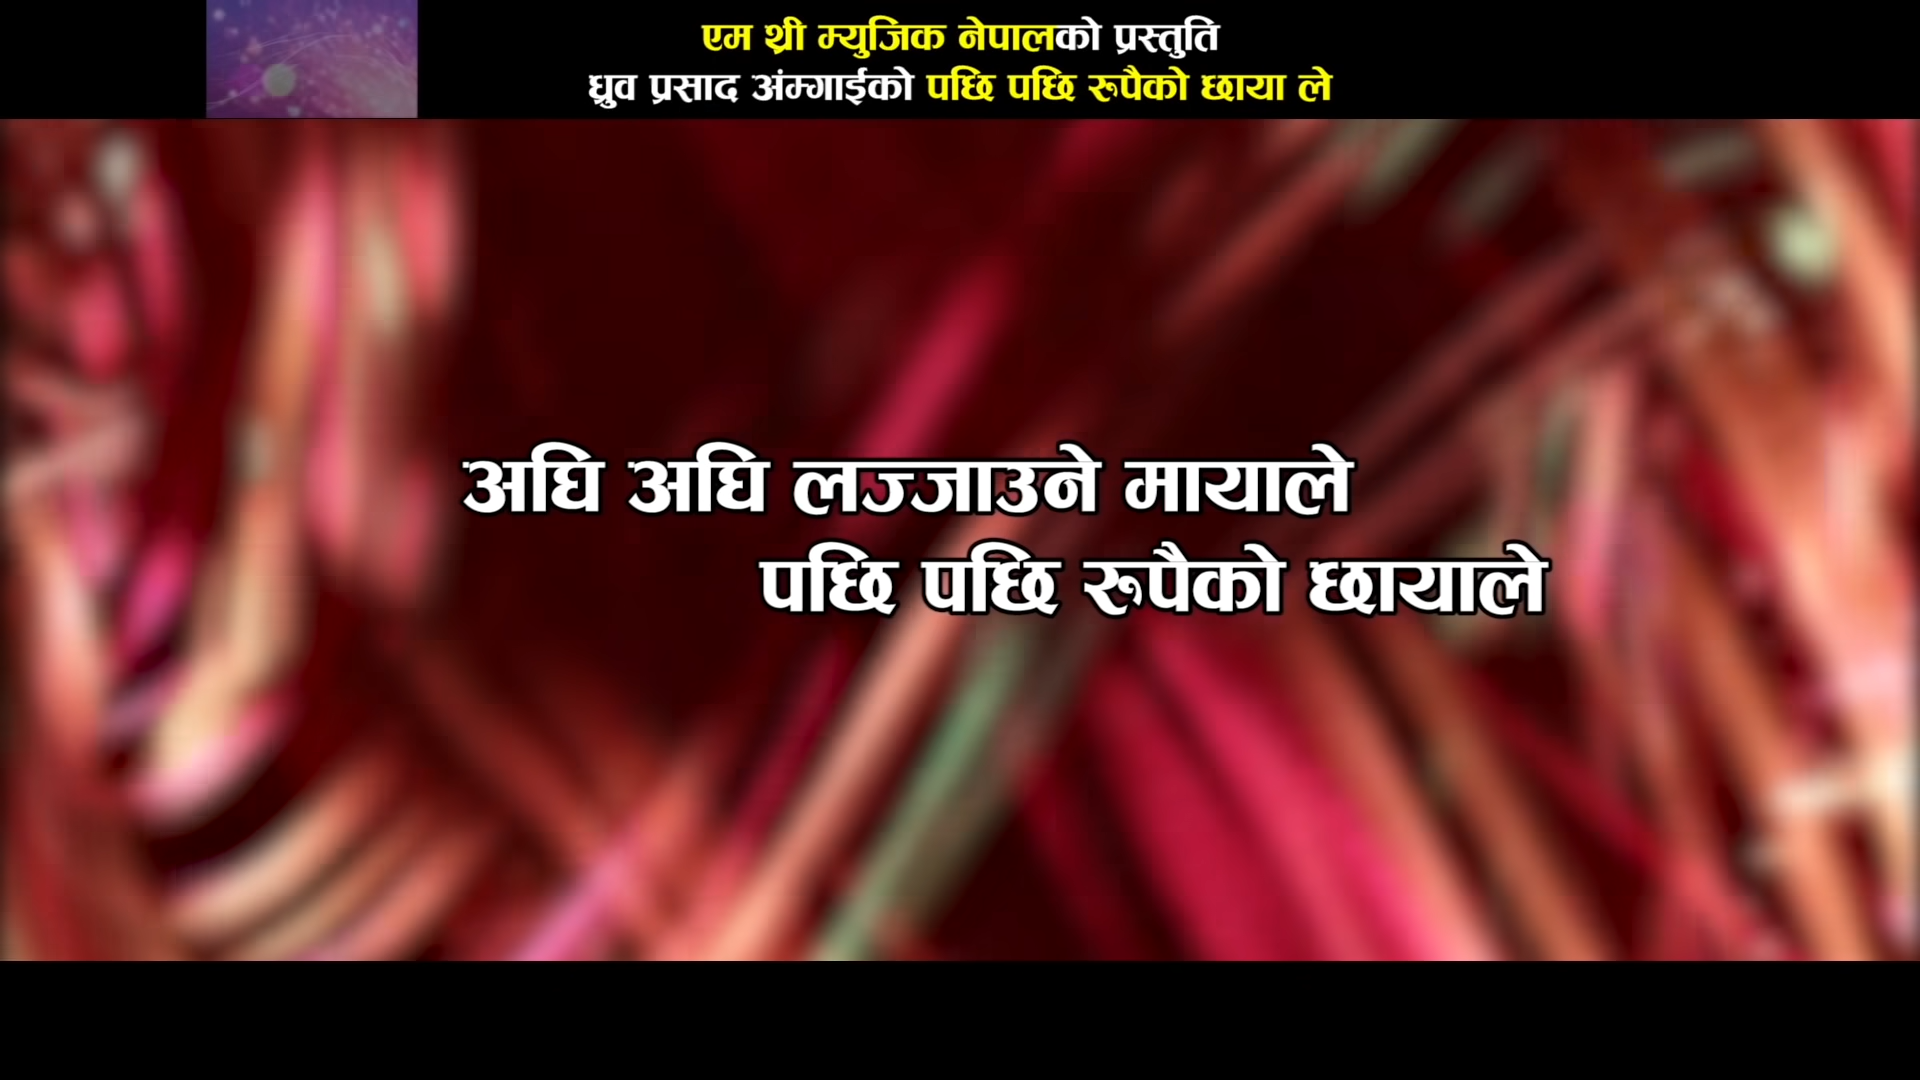 एम थ्री म्युजिक नेपालको प्रस्तुति
ध्रुव प्रसाद अंम्गाईको पछि पछि रुपैको छाया ले
अघि अघि लज्जाउने मायाले
पछि पछि रुपैको छायाले